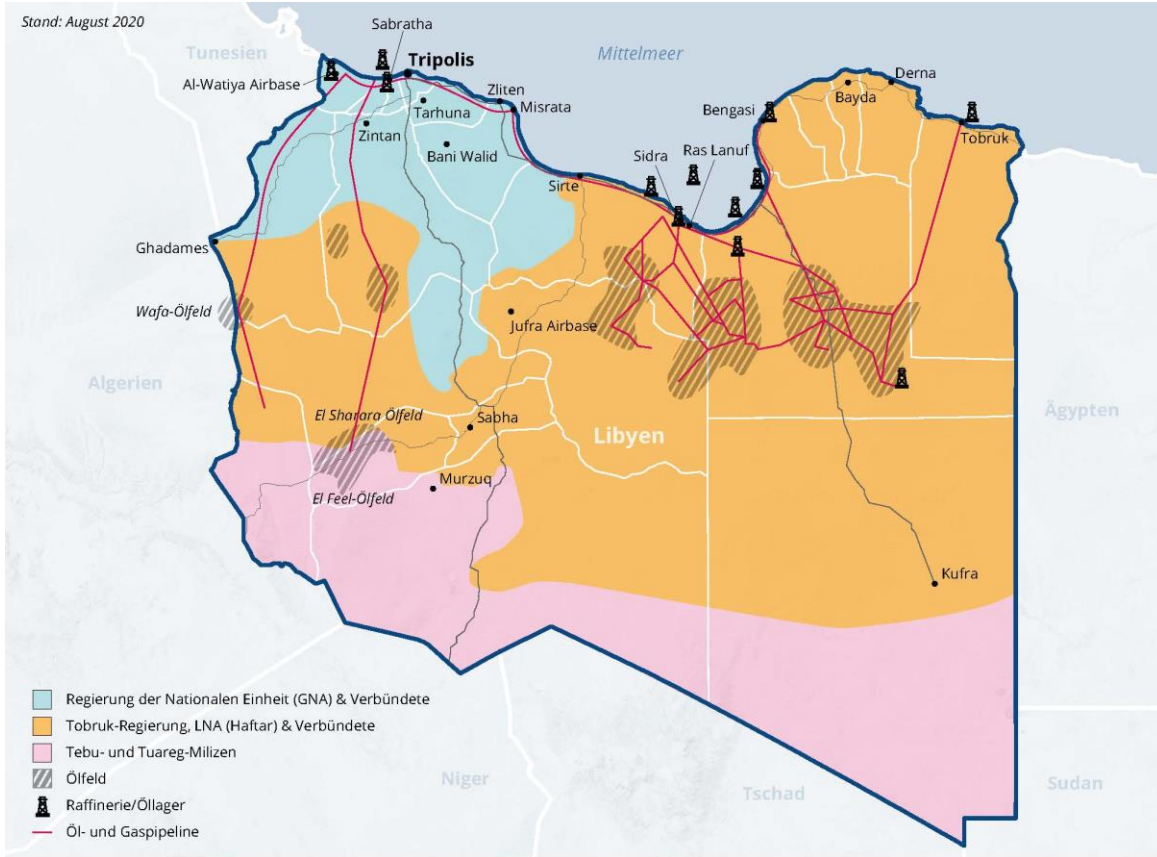 Stand: August 2020
Sabratha
Tunesien
Tripolis
Mittelmeer
Al-Watiya Airbase
Zliten
Misrata
Tarhuna
Zintan
Bani Walid
Derna
Bayda
Bengasi
Tobruk
Ras Lanuf
Sidra
Sirte
Ghadames
Wafa-Ölfeld
Jufra Airbase
Algerien
Ägypten
El Sharara Ölfeld
Sabha
Libyen
Murzuq
El Feel-Ölfeld
Kufra
Regierung der Nationalen Einheit (GNA) & Verbündete
Tobruk-Regierung, LNA (Haftar) & Verbündete
Tebu- und Tuareg-Milizen
Ölfeld
Raffinerie/Öllager
Öl- und Gaspipeline
Niger
Tschad
Sudan